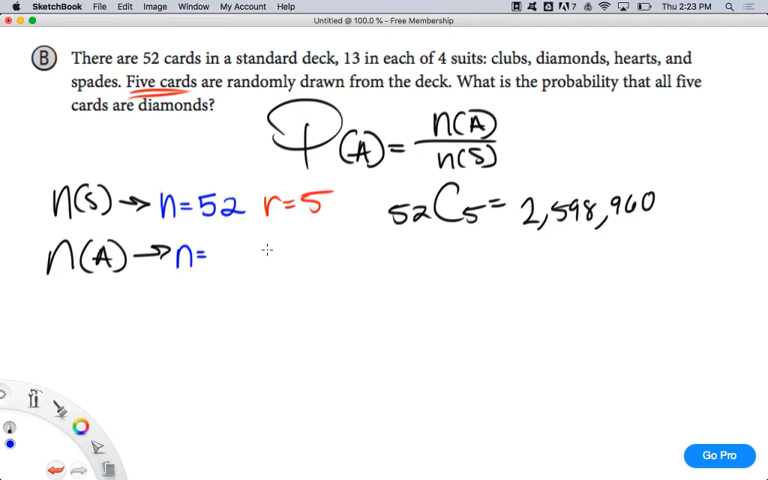 SketchBook File Edit Image Window My Account Help 7 Thu 2:23 PM
Untitled @ 100.0 % - Free Membership
B There are 52 cards in a standard deck, 13 in each of 4 suits: clubs, diamonds, hearts, and
spades. Five cards are randomly drawn from the deck. What is the probability that all five
cards are diamonds?
P(A) = n(A)/n(S)
n(S) → n=52 r=5 52C5 = 2,598,960
n(A) → n=
Go Pro